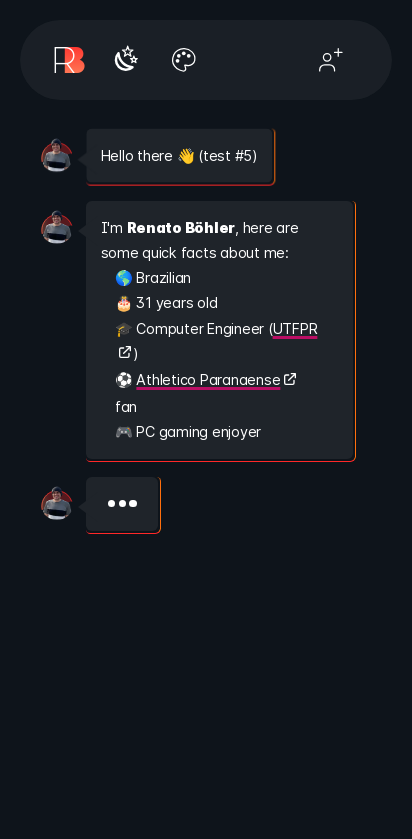 RB
Hello there 👋 (test #5)
I'm Renato Böhler, here are
some quick facts about me:
🌎 Brazilian
🎂 31 years old
🎓 Computer Engineer (UTFPR
)
⚽ Athletico Paranaense
fan
🎮 PC gaming enjoyer